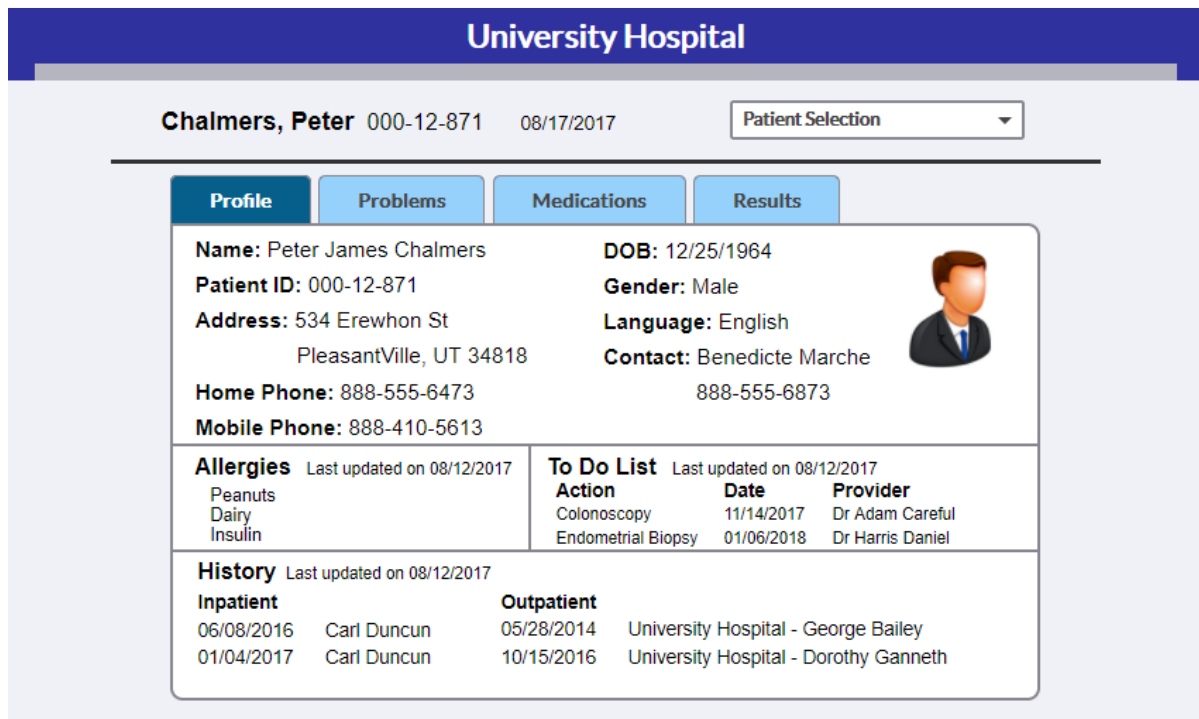 University Hospital
Chalmers, Peter 000-12-871 08/17/2017 Patient Selection
Profile Problems Medications Results
Name: Peter James Chalmers
Patient ID: 000-12-871
Address: 534 Erewhon St
PleasantVille, UT 34818
Home Phone: 888-555-6473
Mobile Phone: 888-410-5613
DOB: 12/25/1964
Gender: Male
Language: English
Contact: Benedicte Marche
888-555-6873
Allergies Last updated on 08/12/2017
Peanuts
Dairy
Insulin
To Do List Last updated on 08/12/2017
Action Date Provider
Colonoscopy 11/14/2017 Dr Adam Careful
Endometrial Biopsy 01/06/2018 Dr Harris Daniel
History Last updated on 08/12/2017
Inpatient Outpatient
06/08/2016 Carl Duncun 05/28/2014 University Hospital - George Bailey
01/04/2017 Carl Duncun 10/15/2016 University Hospital - Dorothy Ganneth